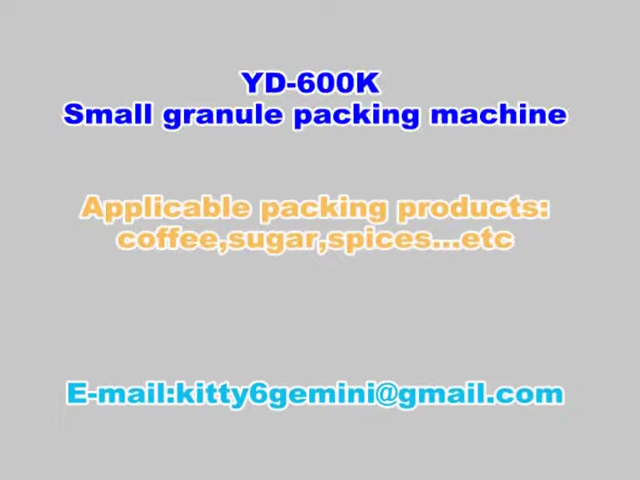 YD-600K
Small granule packing machine
Applicable packing products:
coffee,sugar,spices...etc
E-mail:kitty6gemini@gmail.com